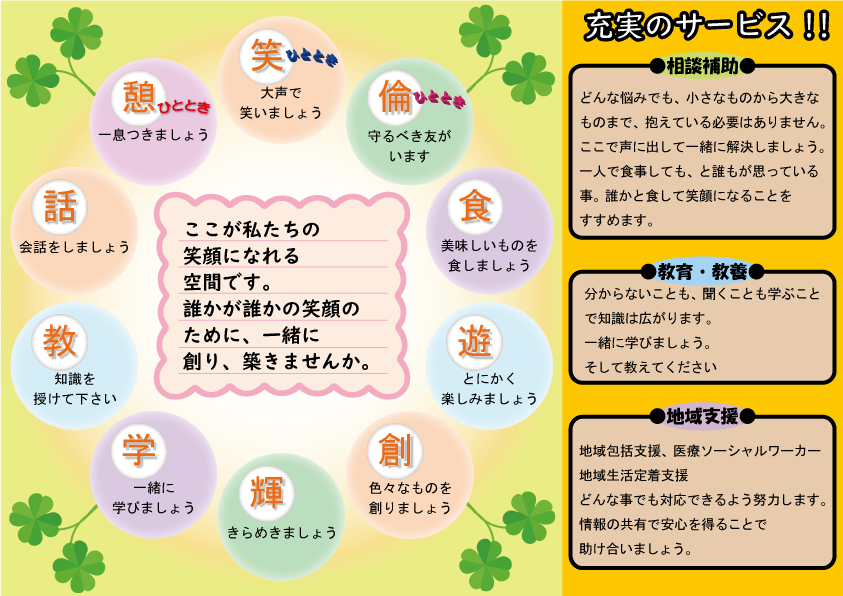 笑 ひととき
大声で
笑いましょう
倫 ひととき
守るべき友が
います
食
美味しいものを
食しましょう
遊
とにかく
楽しみましょう
創
色々なものを
創りましょう
輝
きらめきましょう
学
一緒に
学びましょう
教
知識を
授けて下さい
話
会話をしましょう
憩 ひととき
一息つきましょう
ここが私たちの
笑顔になれる
空間です。
誰かが誰かの笑顔の
ために、一緒に
創り、築きませんか。
充実のサービス!!
相談補助
どんな悩みでも、小さなものから大きな
ものまで、抱えている必要はありません。
ここで声に出して一緒に解決しましょう。
一人で食事しても、と誰もが思っている
事。誰かと食して笑顔になることを
すすめます。
教育・教養
分からないことも、聞くことも学ぶこと
で知識は広がります。
一緒に学びましょう。
そして教えてください
地域支援
地域包括支援、医療ソーシャルワーカー
地域生活定着支援
どんな事でも対応できるよう努力します。
情報の共有で安心を得ることで
助け合いましょう。